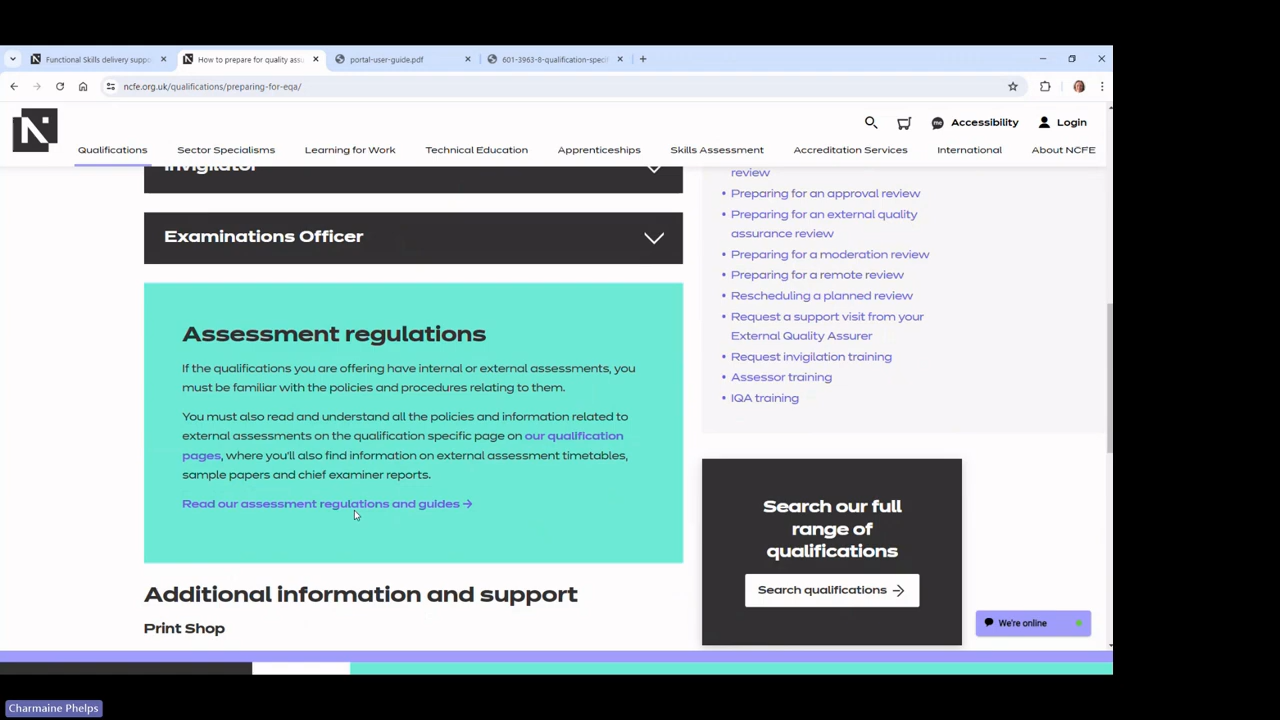 Functional Skills delivery suppo
How to prepare for quality assu
portal-user-guide.pdf
601-3963-8-qualification-specif
ncfe.org.uk/qualifications/preparing-for-eqa/
N
Accessibility
Login
Qualifications
Sector Specialisms
Learning for Work
Technical Education
Apprenticeships
Skills Assessment
Accreditation Services
International
About NCFE
Invigilator
Examinations Officer
Assessment regulations
If the qualifications you are offering have internal or external assessments, you
must be familiar with the policies and procedures relating to them.
You must also read and understand all the policies and information related to
external assessments on the qualification specific page on our qualification
pages, where you'll also find information on external assessment timetables,
sample papers and chief examiner reports.
Read our assessment regulations and guides →
Additional information and support
Print Shop
review
• Preparing for an approval review
• Preparing for an external quality
assurance review
• Preparing for a moderation review
• Preparing for a remote review
• Rescheduling a planned review
• Request a support visit from your
External Quality Assurer
• Request invigilation training
• Assessor training
• IQA training
Search our full
range of
qualifications
Search qualifications →
We're online
Charmaine Phelps